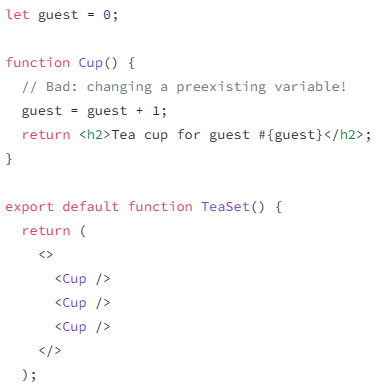 let guest = 0;

function Cup() {
  // Bad: changing a preexisting variable!
  guest = guest + 1;
  return <h2>Tea cup for guest #{guest}</h2>;
}

export default function TeaSet() {
  return (
    <>
      <Cup />
      <Cup />
      <Cup />
    </>
  );